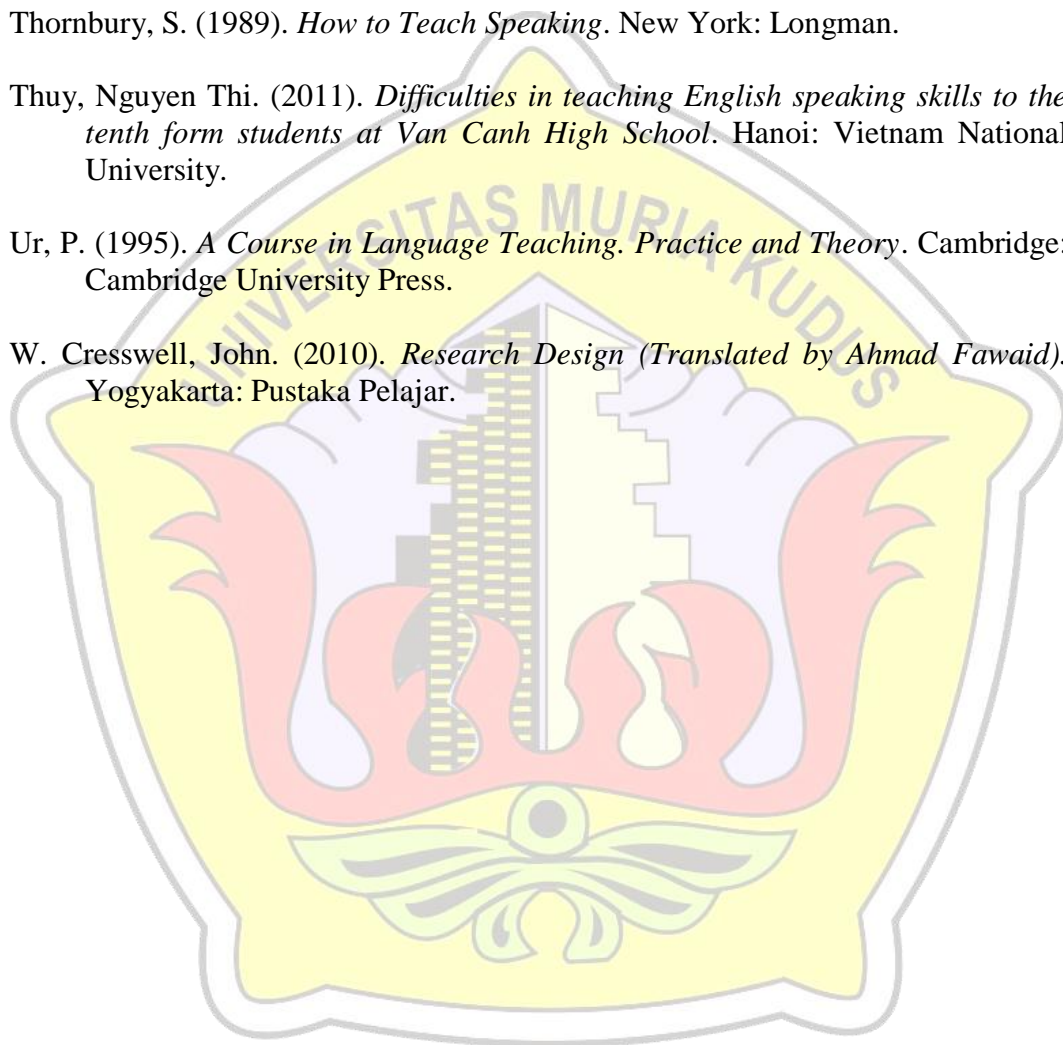 Thornbury, S. (1989). How to Teach Speaking. New York: Longman.
Thuy, Nguyen Thi. (2011). Difficulties in teaching English speaking skills to the
tenth form students at Van Canh High School. Hanoi: Vietnam National
University.
Ur, P. (1995). A Course in Language Teaching. Practice and Theory. Cambridge:
Cambridge University Press.
W. Cresswell, John. (2010). Research Design (Translated by Ahmad Fawaid).
Yogyakarta: Pustaka Pelajar.
UNIVERSITAS MURIA KUDUS